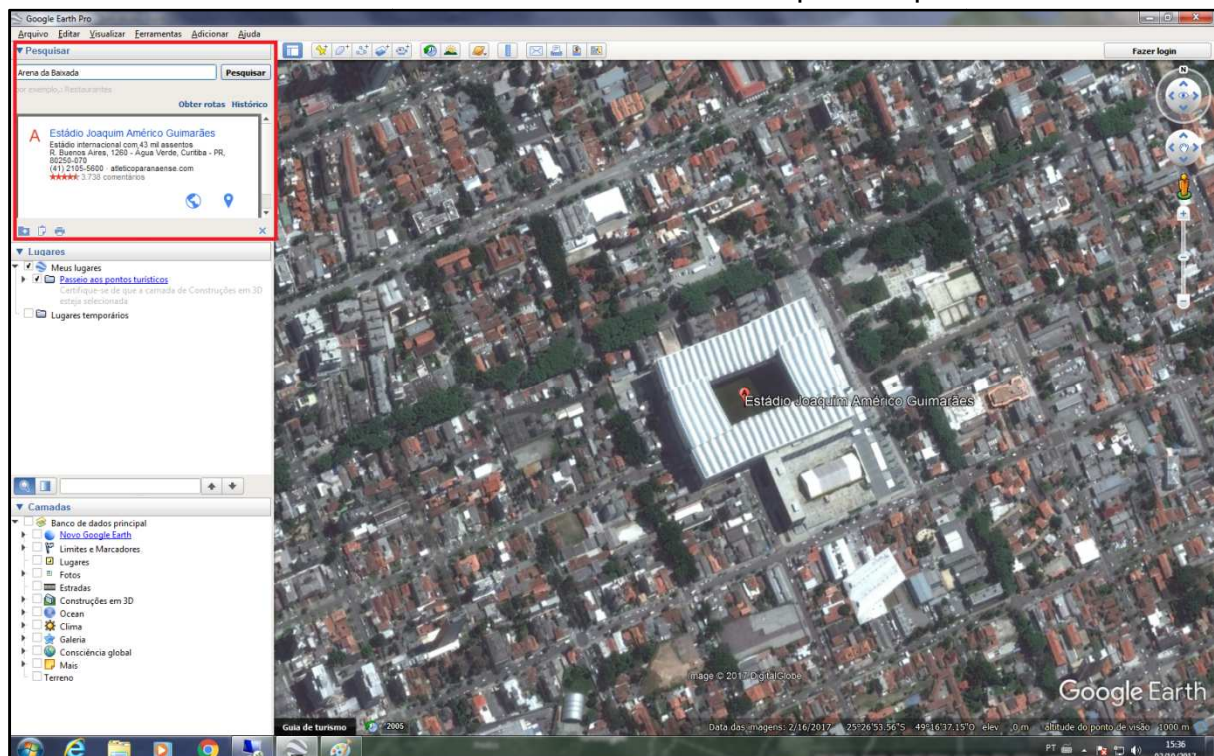 Google Earth Pro
Arquivo Editar Visualizar Ferramentas Adicionar Ajuda
Pesquisar
Arena da Baixada
Pesquisar
por exemplo,: Restaurantes
Obter rotas Histórico
A
Estádio Joaquim Américo Guimarães
Estádio internacional com 43 mil assentos
R. Buenos Aires, 1260 - Água Verde, Curitiba - PR,
80250-070
(41) 2105-5600 · atleticoparanaense.com
3.738 comentários
Lugares
Meus lugares
Passeio aos pontos turísticos
Certifique-se de que a camada de Construções em 3D
esteja selecionada
Lugares temporários
Camadas
Banco de dados principal
Novo Google Earth
Limites e Marcadores
Lugares
Fotos
Estradas
Construções em 3D
Ocean
Clima
Galeria
Consciência global
Mais
Terreno
Fazer login
N
Estádio Joaquim Américo Guimarães
Image © 2017 DigitalGlobe
Google Earth
Guia de turismo 2005
Data das imagens: 2/16/2017 25°26'53.56"S 49°16'37.15"O elev 0 m altitude do ponto de visão 1000 m
PT 15:36